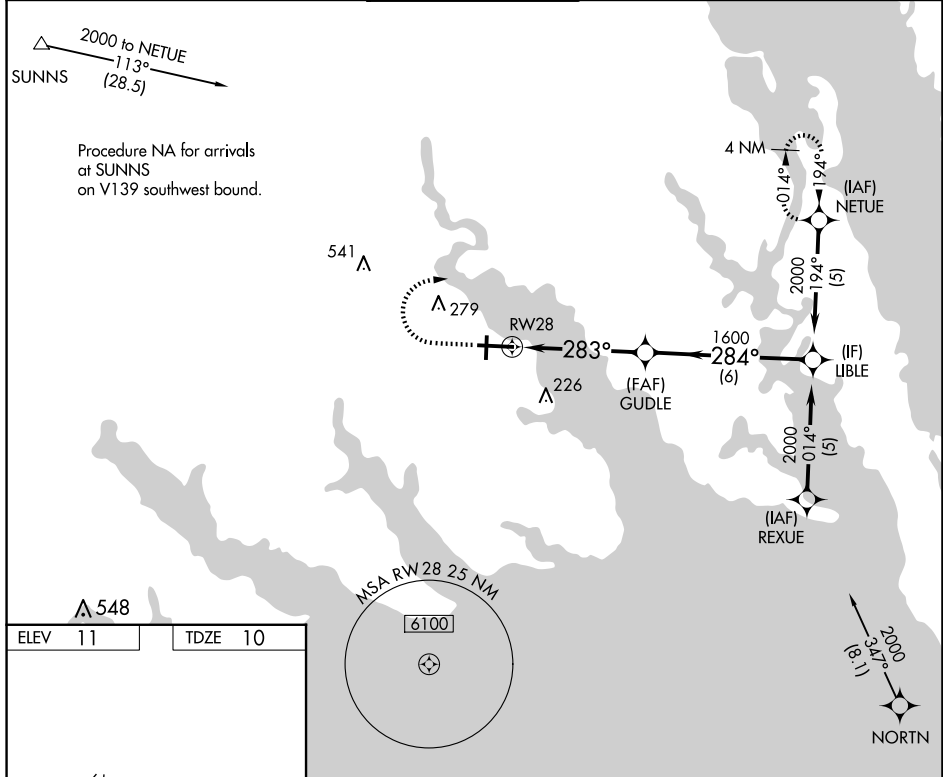 2000 to NETUE
113°
(28.5)
SUNNS
Procedure NA for arrivals
at SUNNS
on V139 southwest bound.
4 NM
014°
194°
(IAF)
NETUE
2000
194°
(5)
541
279
RW28
283°
1600
284°
(6)
(IF)
LIBLE
(FAF)
GUDLE
226
2000
014°
(5)
(IAF)
REXUE
MSA RW 28 25 NM
6100
548
2000
347°
(8.1)
NORTN
ELEV 11
TDZE 10